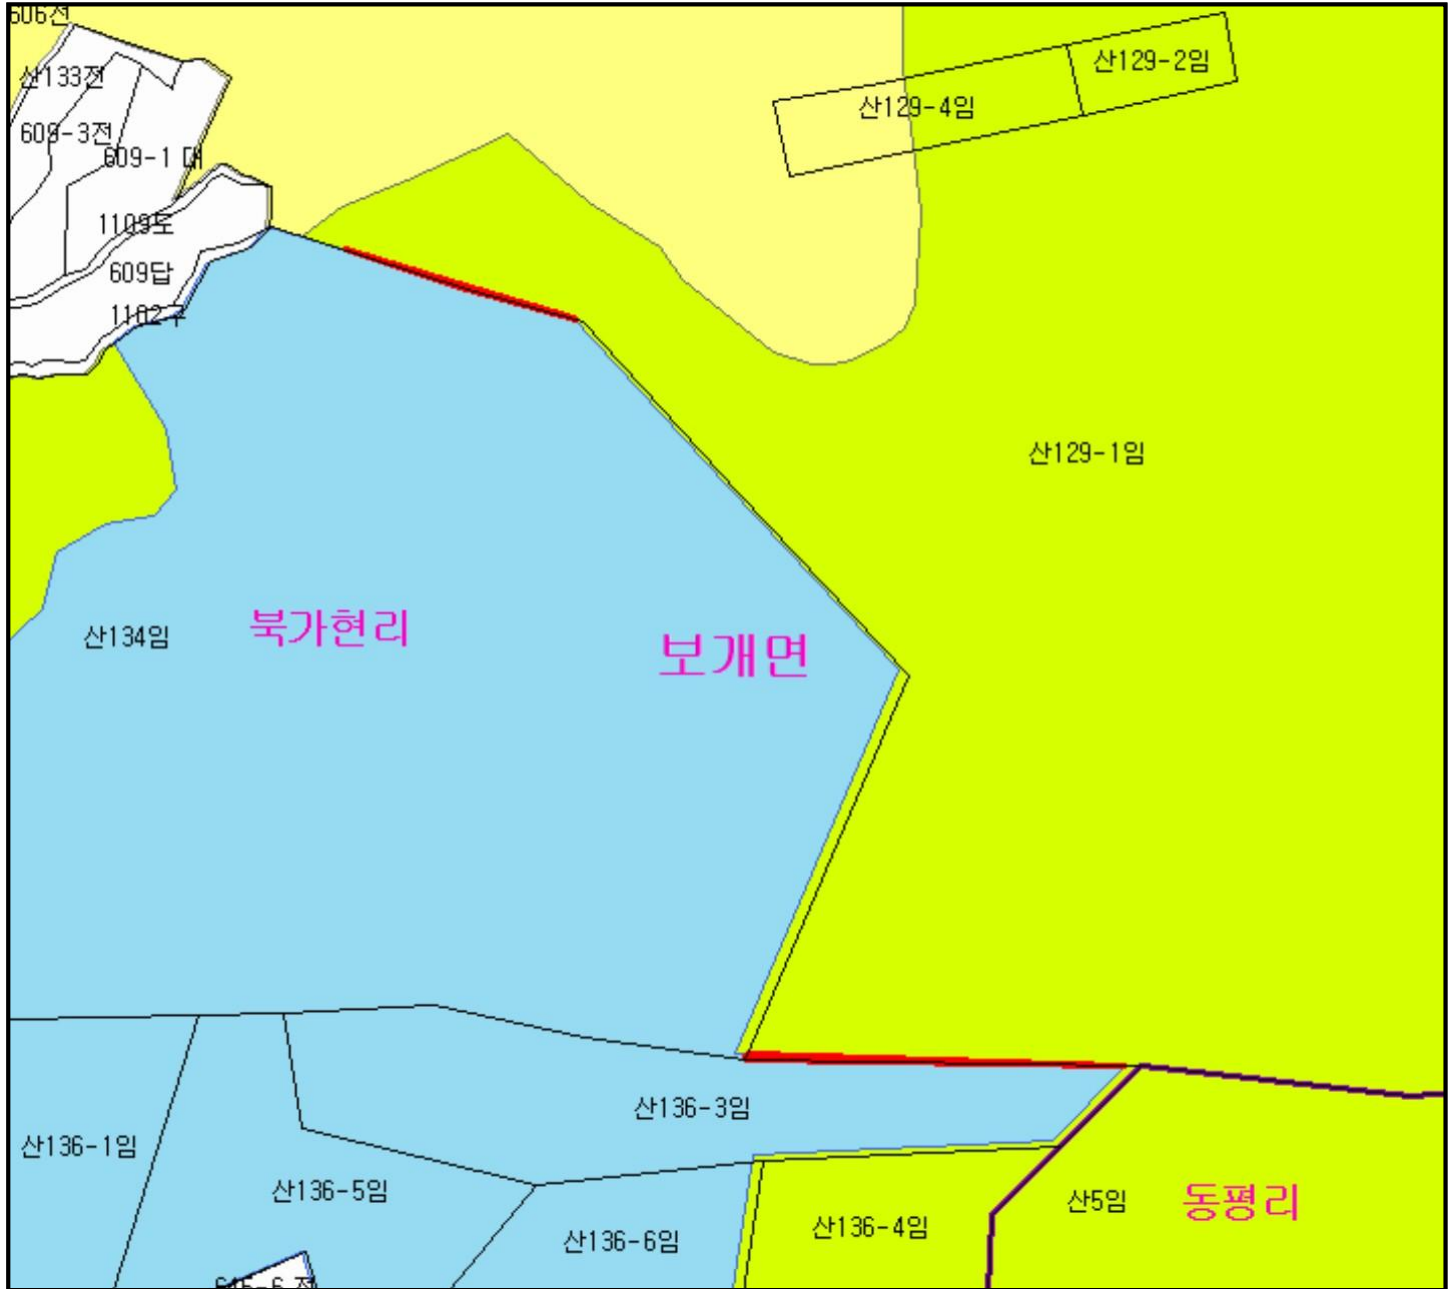 606전
산133전
산129-2임
산129-4임
609-3전
609-1 대
1109도
609답
1102구
산129-1임
산134임
북가현리
보개면
산136-3임
산136-1임
산136-5임
산5임
동평리
산136-4임
산136-6임